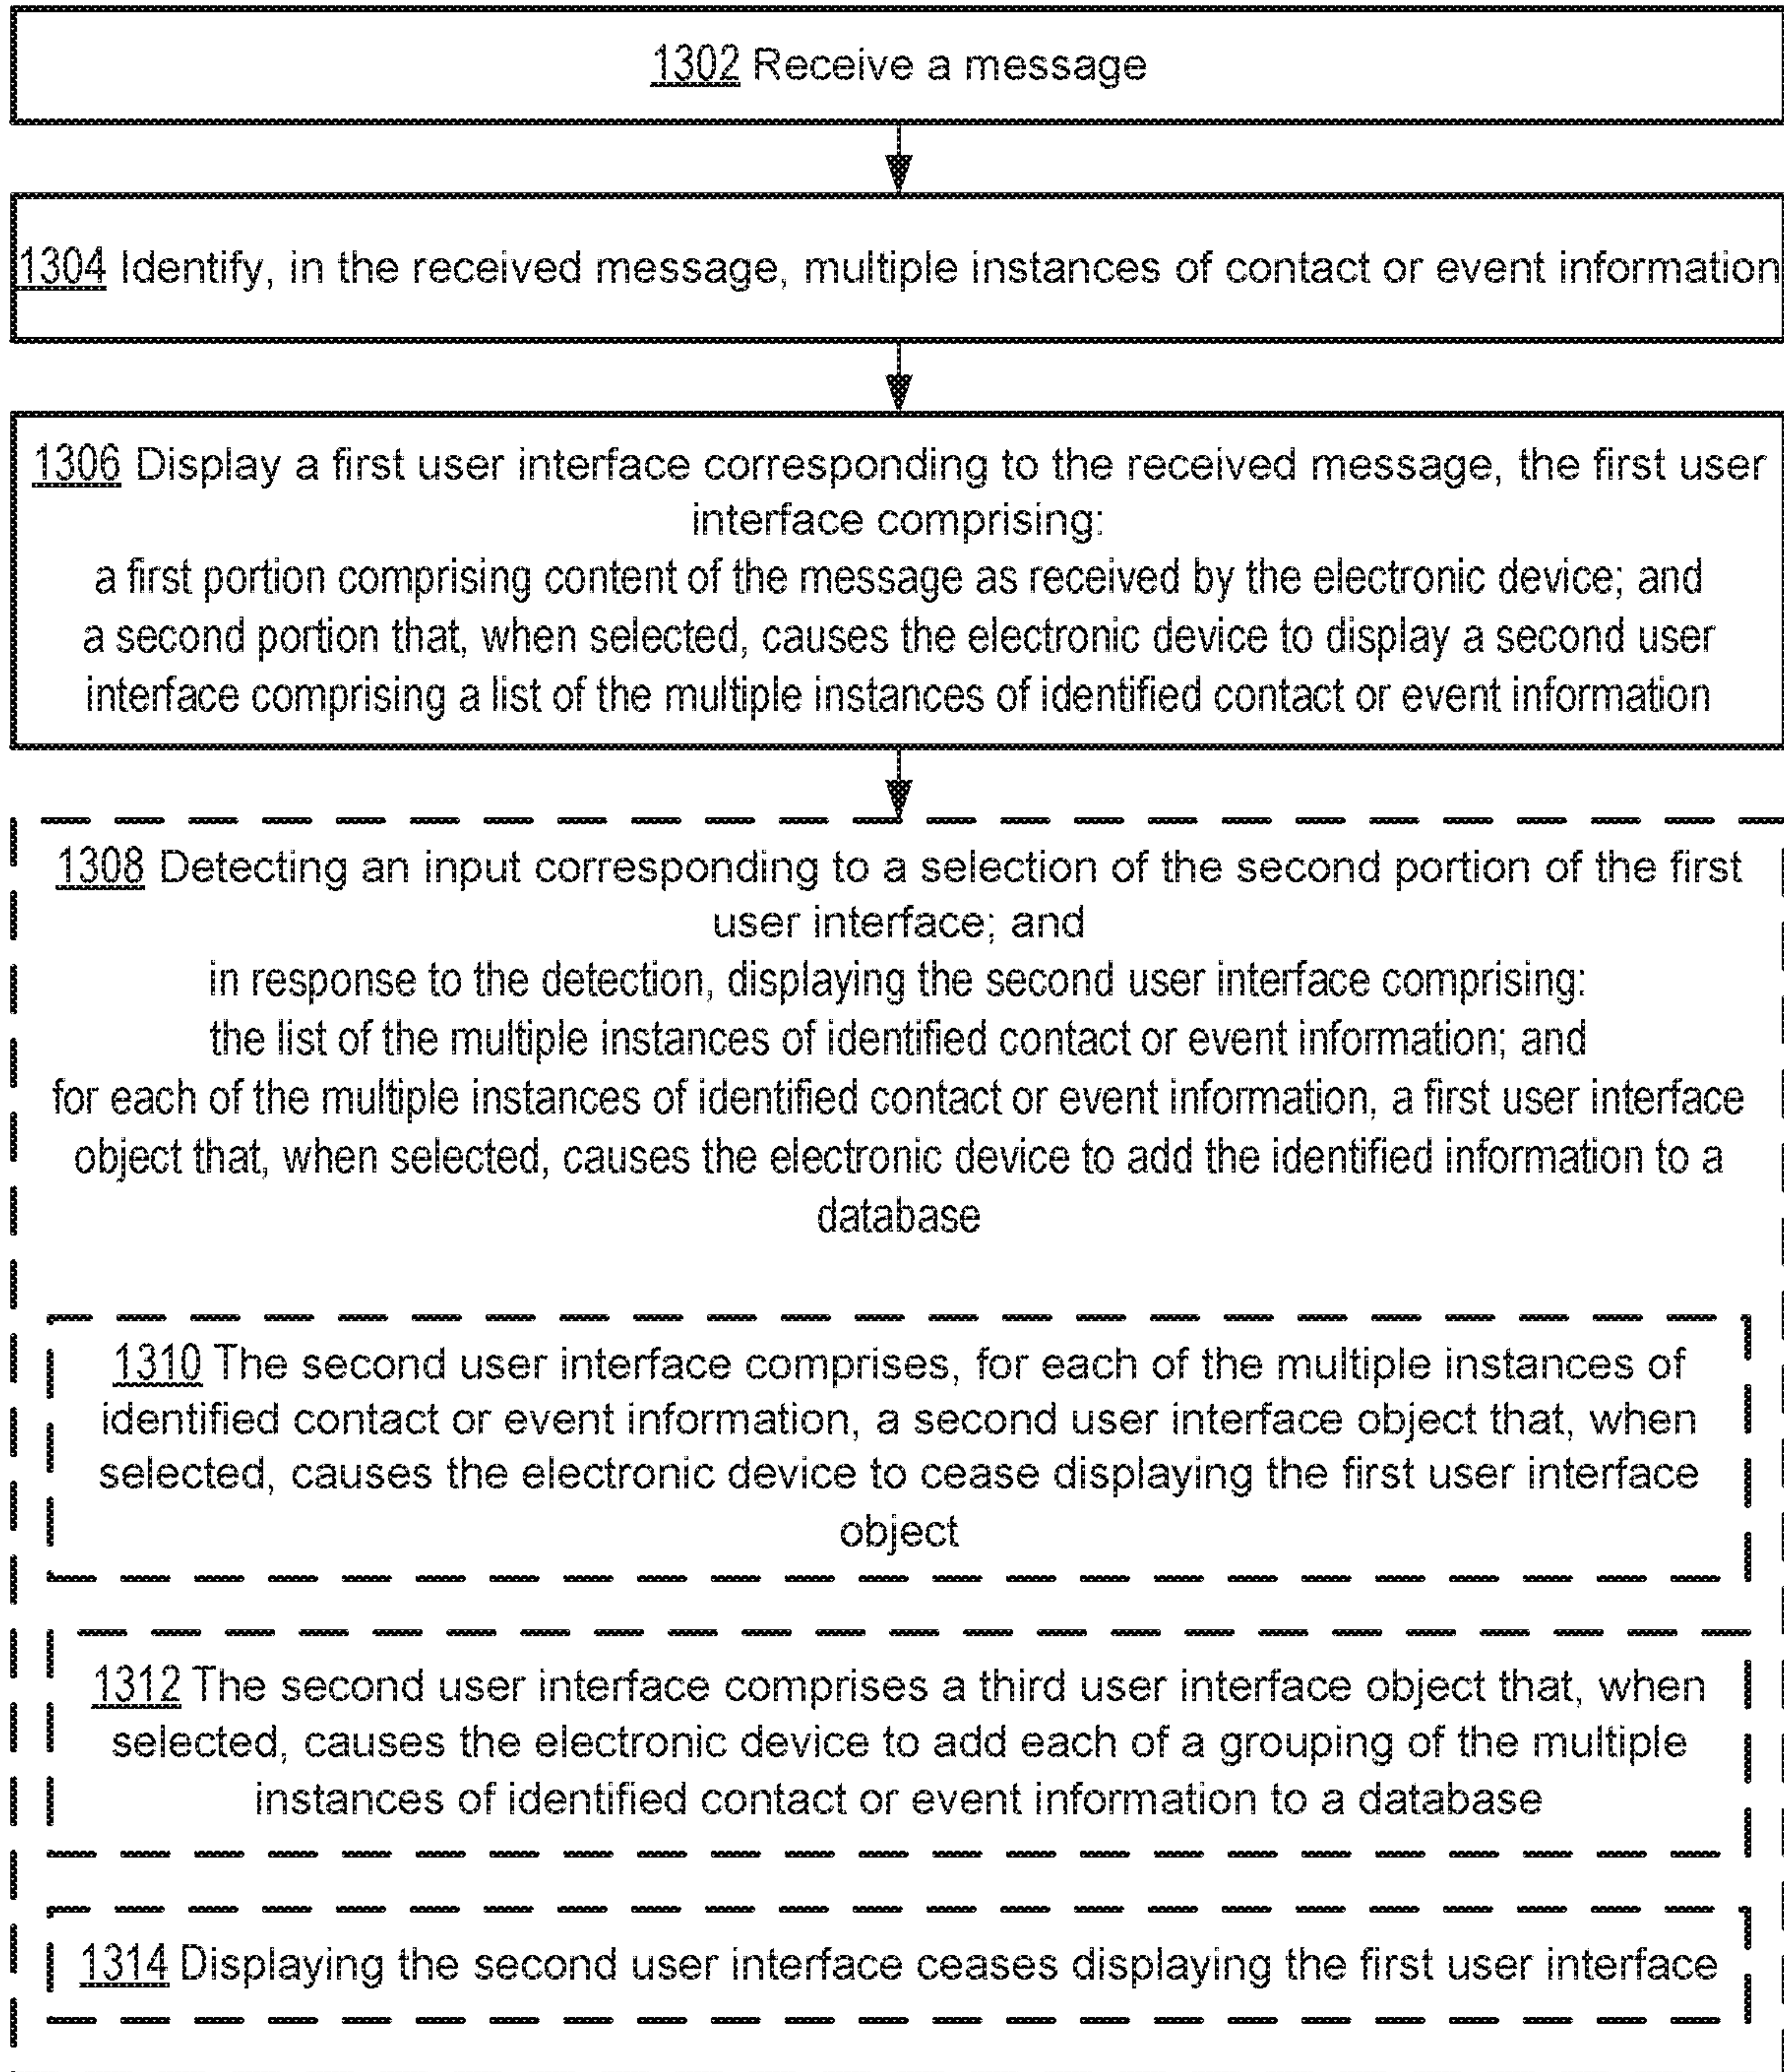 1302 Receive a message
1304 Identify, in the received message, multiple instances of contact or event information
1306 Display a first user interface corresponding to the received message, the first user
interface comprising:
a first portion comprising content of the message as received by the electronic device; and
a second portion that, when selected, causes the electronic device to display a second user
interface comprising a list of the multiple instances of identified contact or event information
1308 Detecting an input corresponding to a selection of the second portion of the first
user interface; and
in response to the detection, displaying the second user interface comprising:
the list of the multiple instances of identified contact or event information; and
for each of the multiple instances of identified contact or event information, a first user interface
object that, when selected, causes the electronic device to add the identified information to a
database
1310 The second user interface comprises, for each of the multiple instances of
identified contact or event information, a second user interface object that, when
selected, causes the electronic device to cease displaying the first user interface
object
1312 The second user interface comprises a third user interface object that, when
selected, causes the electronic device to add each of a grouping of the multiple
instances of identified contact or event information to a database
1314 Displaying the second user interface ceases displaying the first user interface